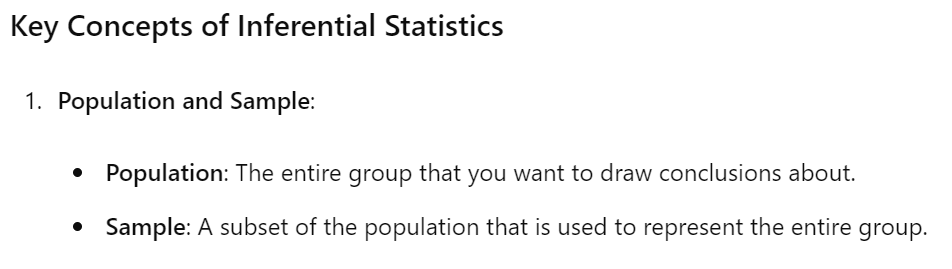 Key Concepts of Inferential Statistics
1. Population and Sample:
• Population: The entire group that you want to draw conclusions about.
• Sample: A subset of the population that is used to represent the entire group.